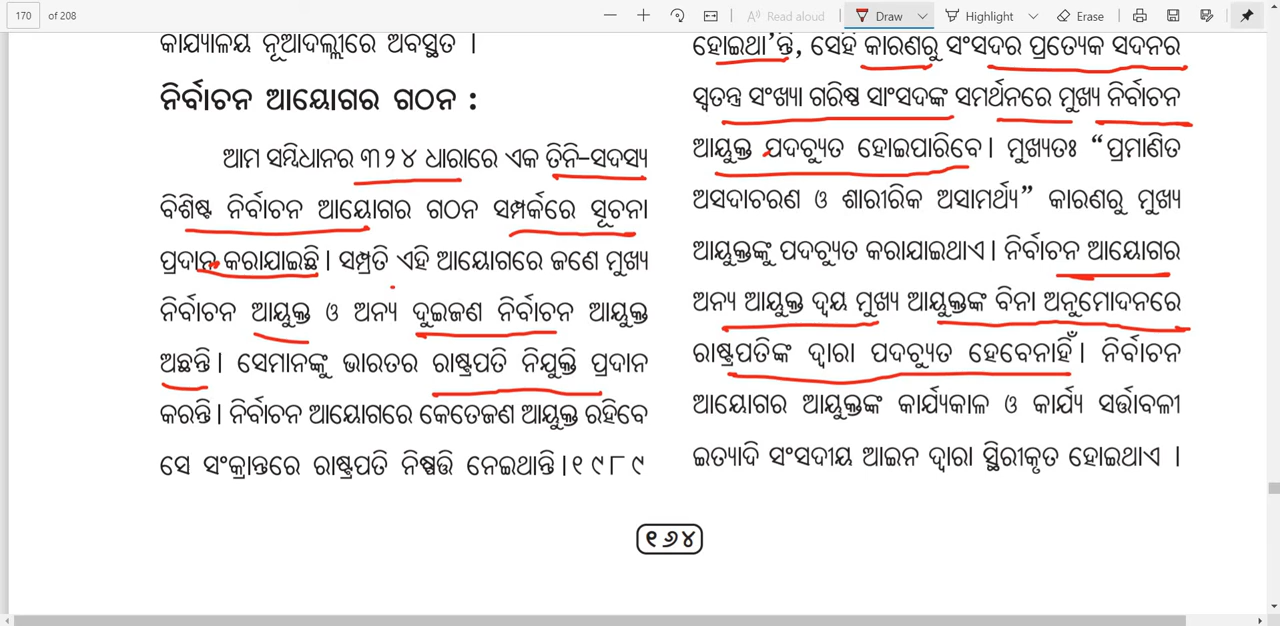 170 of 208 Read aloud Draw Highlight Erase
କାଯ୍ୟାଳୟ ନୂଆଦଲ୍ଲୀରେ ଅବସ୍ଥିତ ।
ନିର୍ବାଚନ ଆୟୋଗର ଗଠନ :
ଆମ ସମ୍ବିଧାନର ୩୨୪ ଧାରାରେ ଏକ ତିନି-ସଦସ୍ୟ
ବିଶିଷ୍ଟ ନିର୍ବାଚନ ଆୟୋଗର ଗଠନ ସମ୍ପର୍କରେ ସୂଚନା
ପ୍ରଦାନ କରାଯାଇଛି। ସମ୍ପ୍ରତି ଏହି ଆୟୋଗରେ ଜଣେ ମୁଖ୍ୟ
ନିର୍ବାଚନ ଆୟୁକ୍ତ ଓ ଅନ୍ୟ ଦୁଇଜଣ ନିର୍ବାଚନ ଆୟୁକ୍ତ
ଅଛନ୍ତି। ସେମାନଙ୍କୁ ଭାରତର ରାଷ୍ଟ୍ରପତି ନିଯୁକ୍ତି ପ୍ରଦାନ
କରନ୍ତି। ନିର୍ବାଚନ ଆୟୋଗରେ କେତେଜଣ ଆୟୁକ୍ତ ରହିବେ
ସେ ସଂକ୍ରାନ୍ତରେ ରାଷ୍ଟ୍ରପତି ନିଷ୍ପତ୍ତି ନେଇଥାନ୍ତି।୧୯୮୯
ହୋଇଥା’ନ୍ତି, ସେହି କାରଣରୁ ସଂସଦର ପ୍ରତ୍ୟେକ ସଦନର
ସ୍ୱତନ୍ତ୍ର ସଂଖ୍ୟା ଗରିଷ୍ଠ ସାଂସଦଙ୍କ ସମର୍ଥନରେ ମୁଖ୍ୟ ନିର୍ବାଚନ
ଆୟୁକ୍ତ ପଦଚ୍ୟୁତ ହୋଇପାରିବେ। ମୁଖ୍ୟତଃ “ପ୍ରମାଣିତ
ଅସଦାଚରଣ ଓ ଶାରୀରିକ ଅସାମର୍ଥ୍ୟ” କାରଣରୁ ମୁଖ୍ୟ
ଆୟୁକ୍ତଙ୍କୁ ପଦଚ୍ୟୁତ କରାଯାଇଥାଏ। ନିର୍ବାଚନ ଆୟୋଗର
ଅନ୍ୟ ଆୟୁକ୍ତ ଦ୍ୱୟ ମୁଖ୍ୟ ଆୟୁକ୍ତଙ୍କ ବିନା ଅନୁମୋଦନରେ
ରାଷ୍ଟ୍ରପତିଙ୍କ ଦ୍ୱାରା ପଦଚ୍ୟୁତ ହେବେନାହିଁ। ନିର୍ବାଚନ
ଆୟୋଗର ଆୟୁକ୍ତଙ୍କ କାର୍ଯ୍ୟକାଳ ଓ କାର୍ଯ୍ୟ ସର୍ତ୍ତାବଳୀ
ଇତ୍ୟାଦି ସଂସଦୀୟ ଆଇନ ଦ୍ୱାରା ସ୍ଥିରୀକୃତ ହୋଇଥାଏ ।
୧୬୪